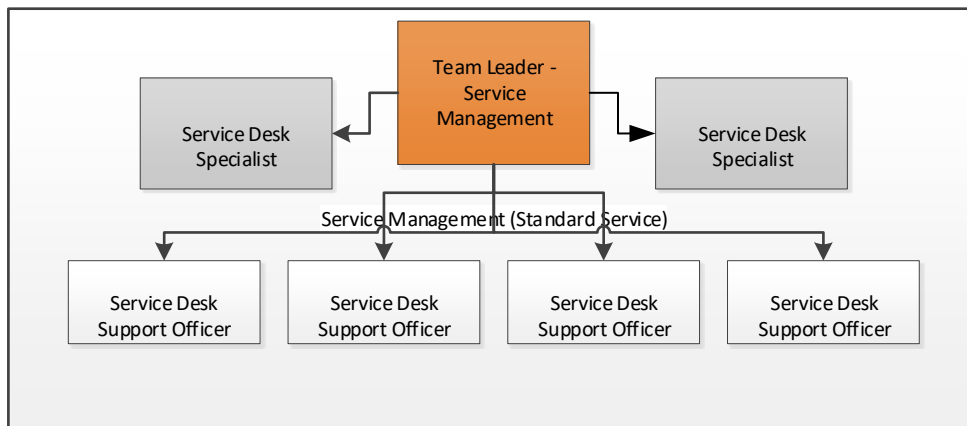 Team Leader -
Service
Management
Service Desk
Specialist
Service Desk
Specialist
Service Management (Standard Service)
Service Desk
Support Officer
Service Desk
Support Officer
Service Desk
Support Officer
Service Desk
Support Officer